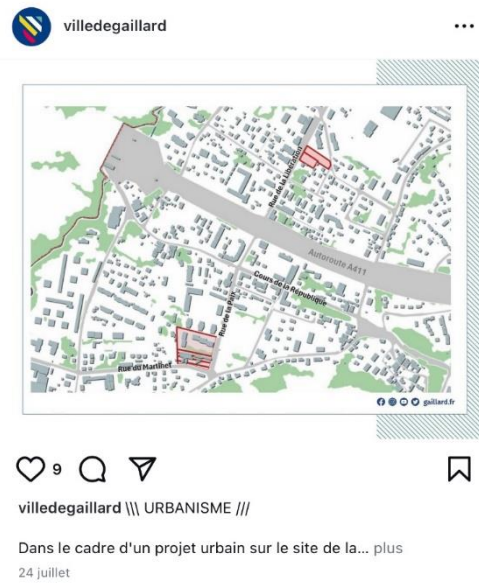 villedegaillard
Rue de la Libération
Autoroute A411
Cours de la République
Rue de la Paix
Rue du Martinet
gaillard.fr
9
villedegaillard \\\ URBANISME ///
Dans le cadre d'un projet urbain sur le site de la... plus
24 juillet